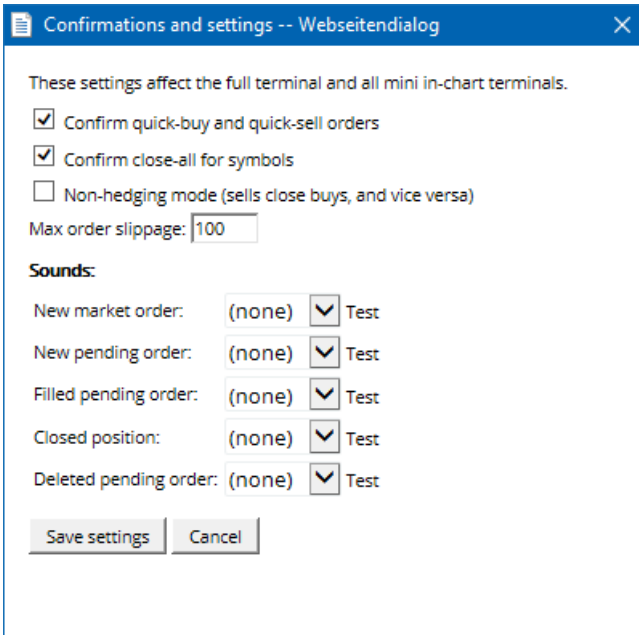 Confirmations and settings -- Webseitendialog
These settings affect the full terminal and all mini in-chart terminals.
Confirm quick-buy and quick-sell orders
Confirm close-all for symbols
Non-hedging mode (sells close buys, and vice versa)
Max order slippage: 100
Sounds:
New market order: (none) Test
New pending order: (none) Test
Filled pending order: (none) Test
Closed position: (none) Test
Deleted pending order: (none) Test
Save settings Cancel